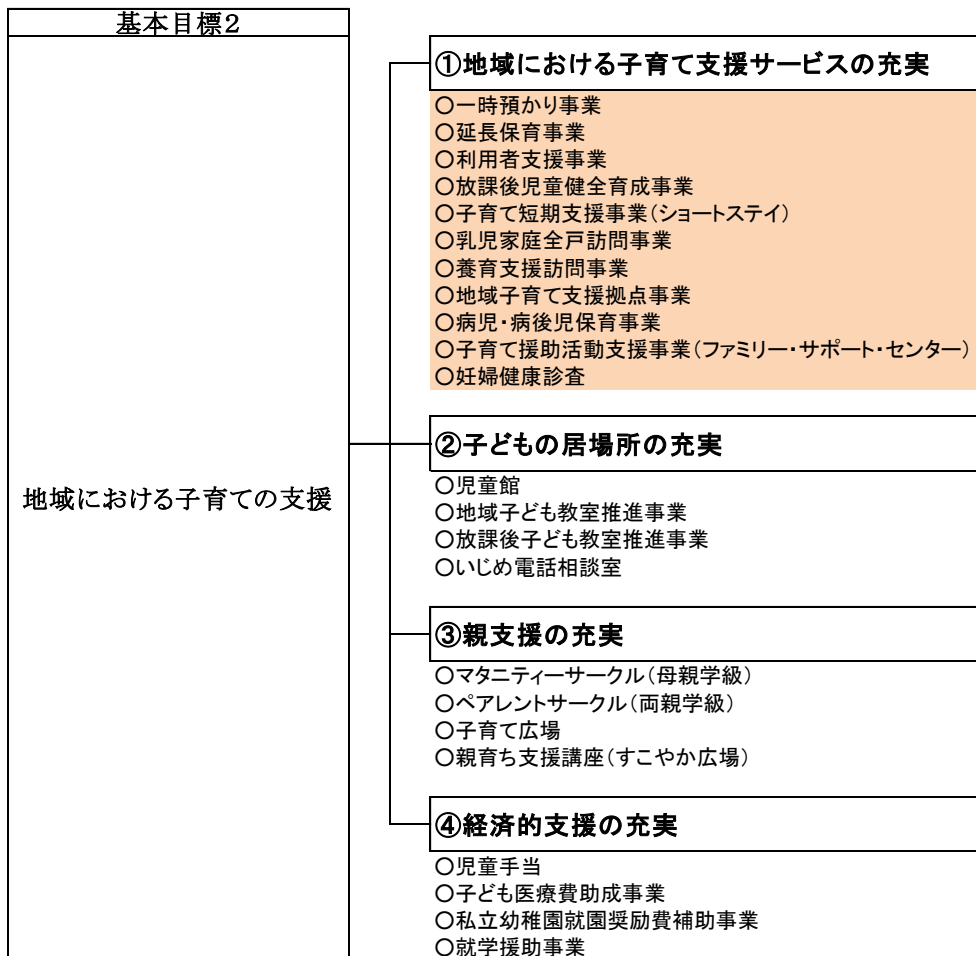 基本目標2
地域における子育ての支援
①地域における子育て支援サービスの充実
○一時預かり事業
○延長保育事業
○利用者支援事業
○放課後児童健全育成事業
○子育て短期支援事業(ショートステイ)
○乳児家庭全戸訪問事業
○養育支援訪問事業
○地域子育て支援拠点事業
○病児・病後児保育事業
○子育て援助活動支援事業(ファミリー・サポート・センター)
○妊婦健康診査
②子どもの居場所の充実
○児童館
○地域子ども教室推進事業
○放課後子ども教室推進事業
○いじめ電話相談室
③親支援の充実
○マタニティーサークル(母親学級)
○ペアレントサークル(両親学級)
○子育て広場
○親育ち支援講座(すこやか広場)
④経済的支援の充実
○児童手当
○子ども医療費助成事業
○私立幼稚園就園奨励費補助事業
○就学援助事業